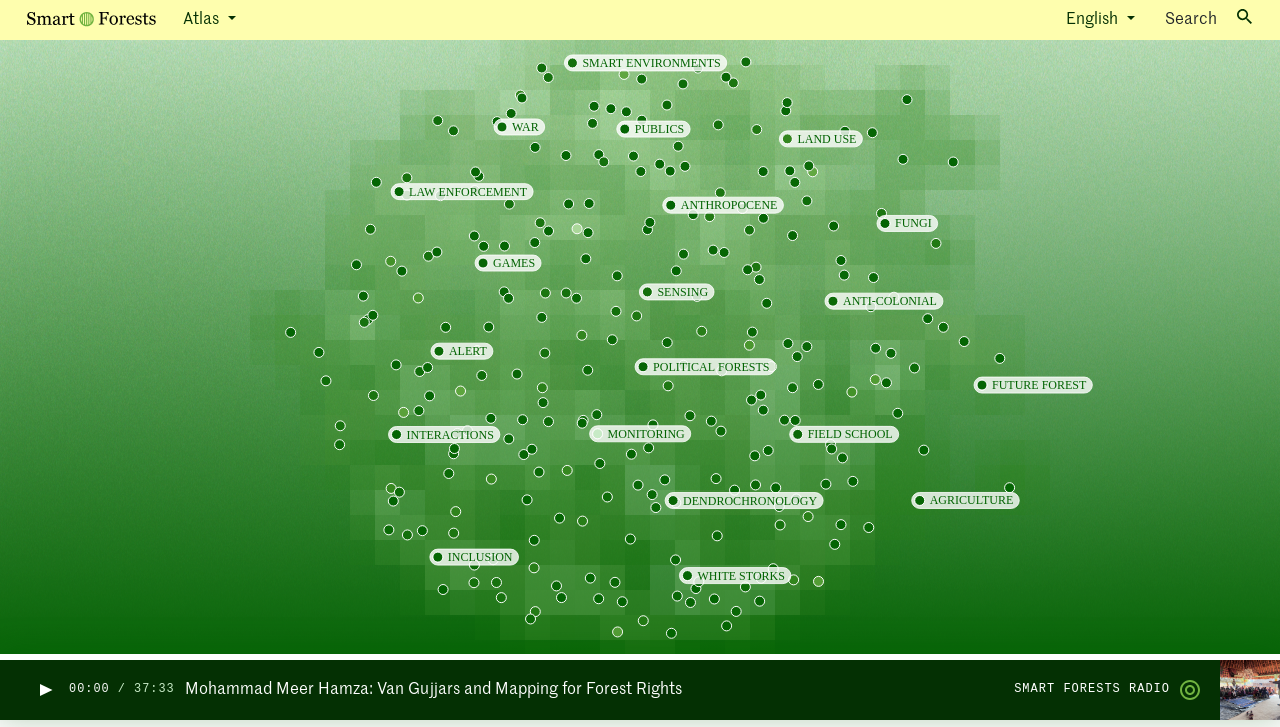 Smart Forests
Atlas
English
Search
SMART ENVIRONMENTS
WAR
PUBLICS
LAND USE
LAW ENFORCEMENT
ANTHROPOCENE
FUNGI
GAMES
SENSING
ANTI-COLONIAL
ALERT
POLITICAL FORESTS
FUTURE FOREST
INTERACTIONS
MONITORING
FIELD SCHOOL
DENDROCHRONOLOGY
AGRICULTURE
INCLUSION
WHITE STORKS
00:00 / 37:33 Mohammad Meer Hamza: Van Gujjars and Mapping for Forest Rights
SMART FORESTS RADIO